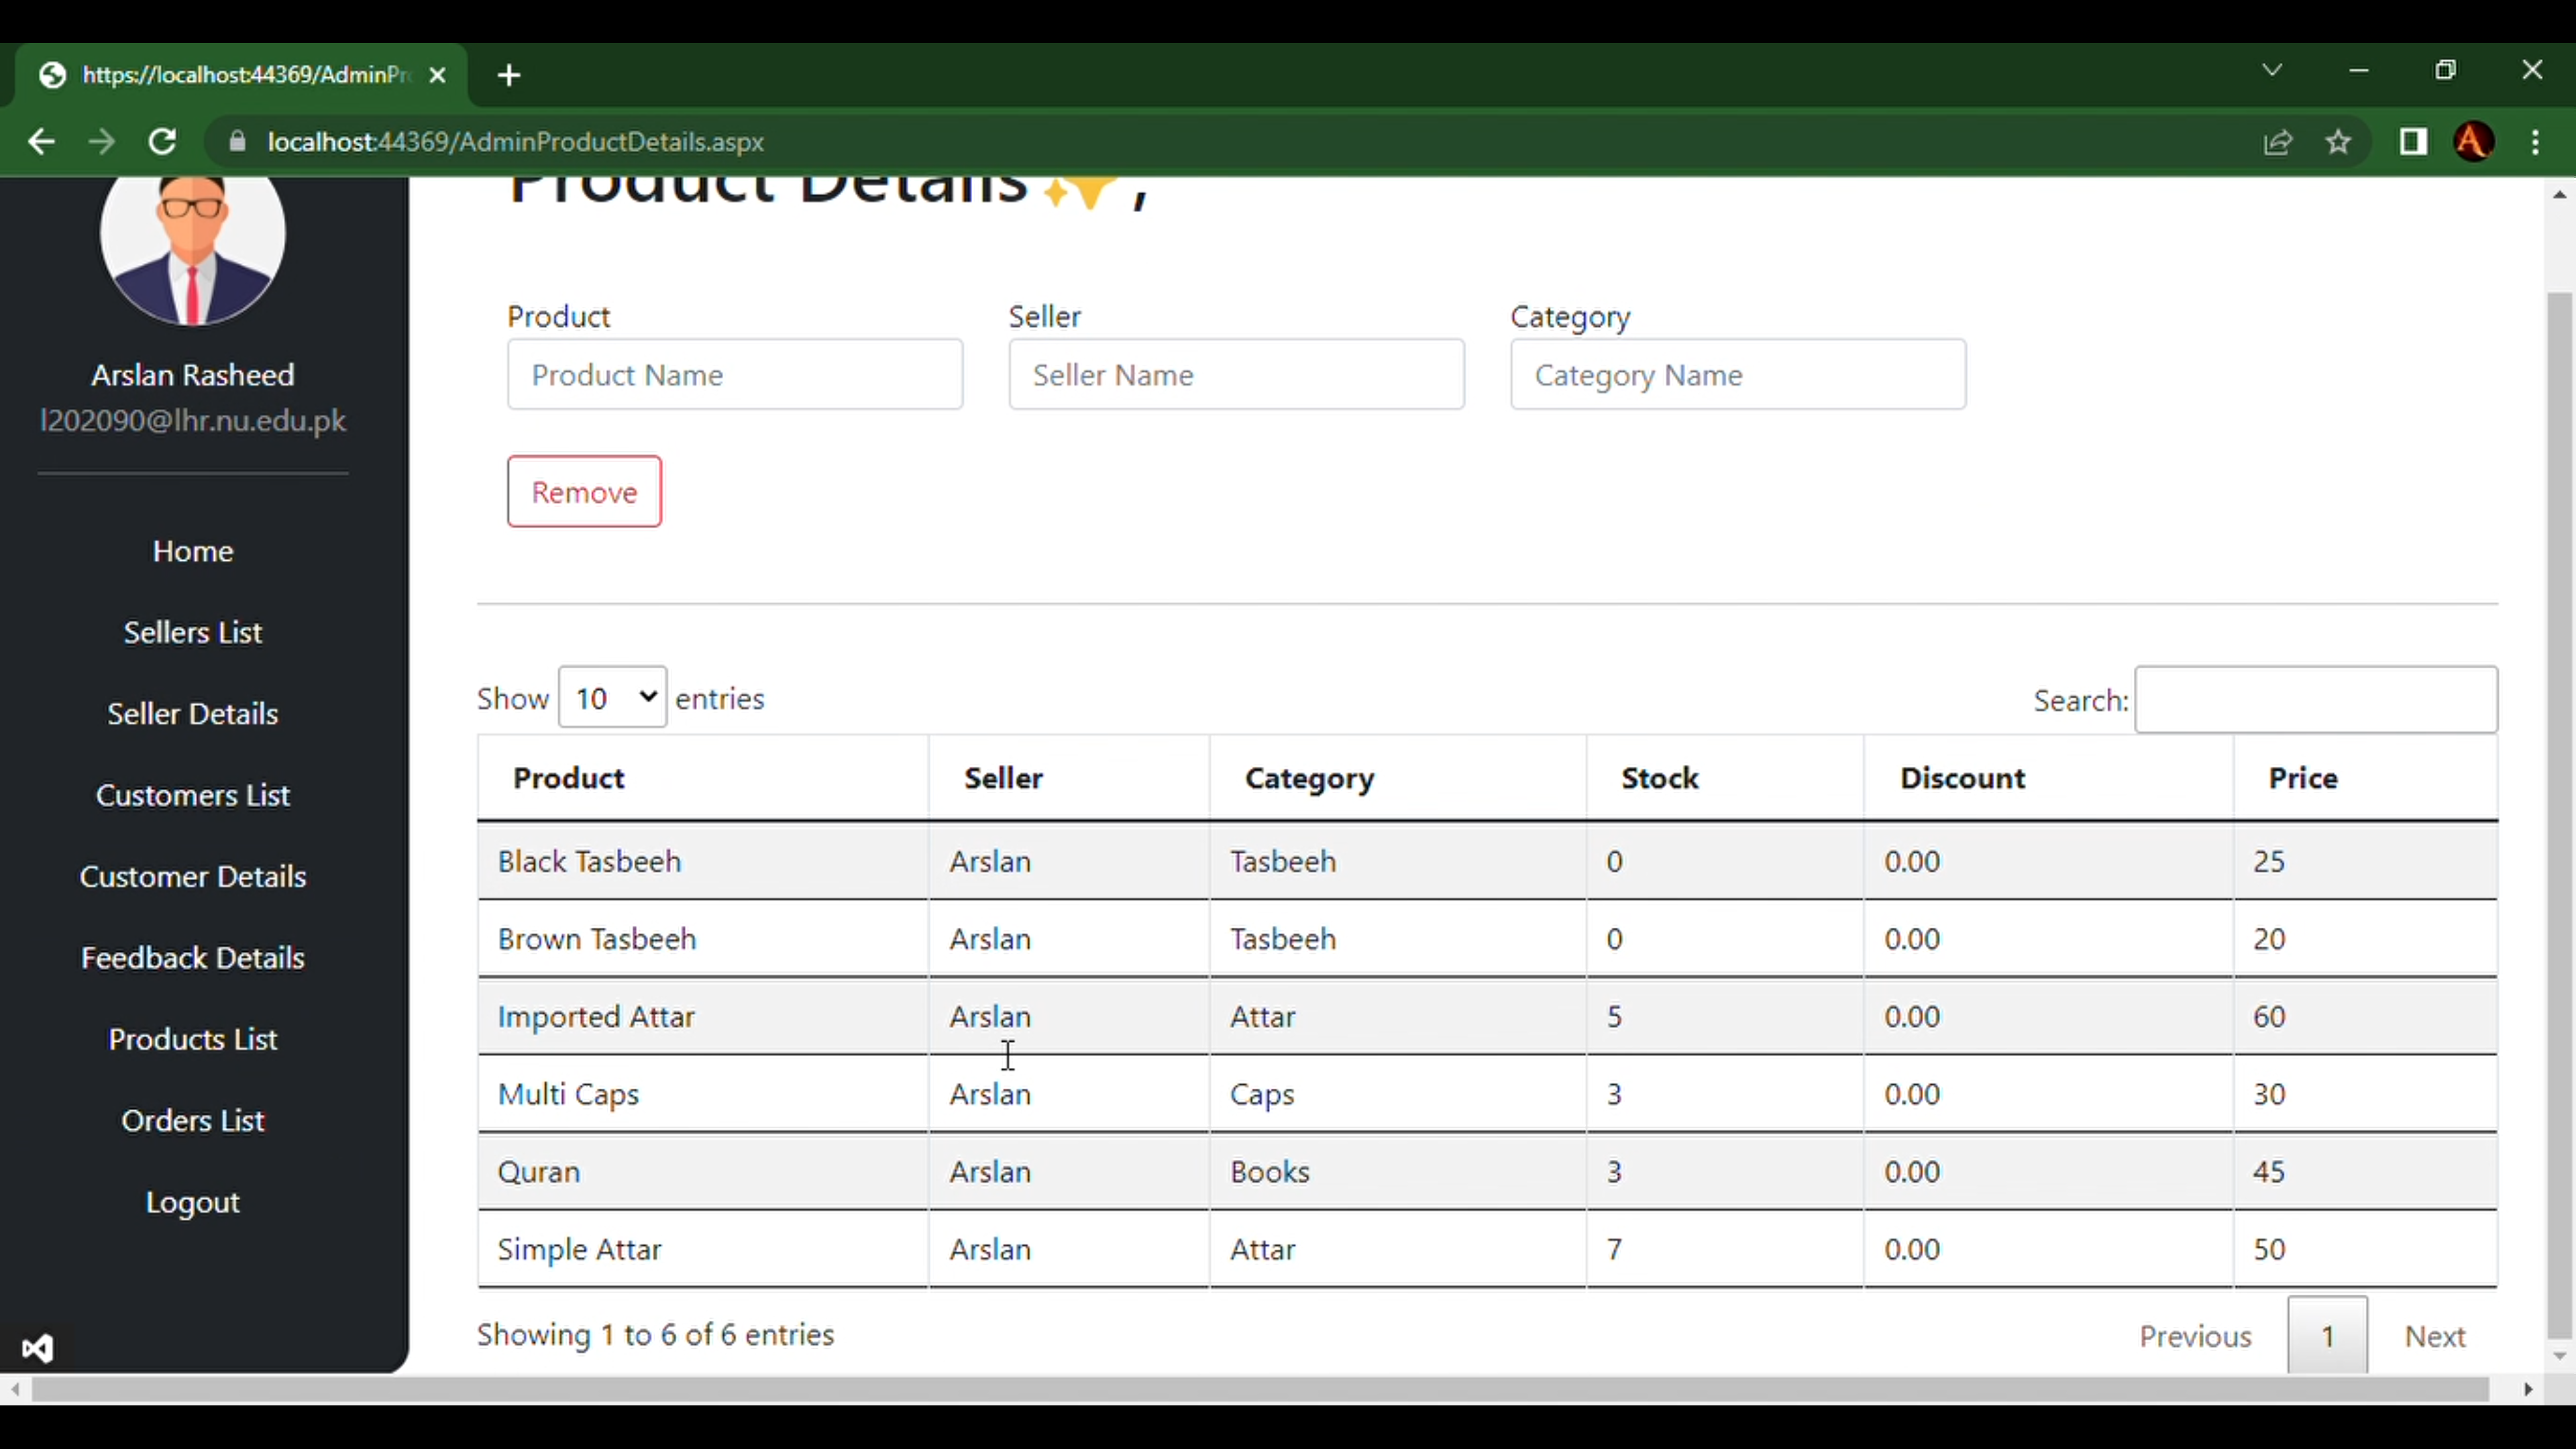 https://localhost:44369/AdminPr
localhost:44369/AdminProductDetails.aspx
Product Details✨,
Arslan Rasheed
l202090@lhr.nu.edu.pk
Home
Sellers List
Seller Details
Customers List
Customer Details
Feedback Details
Products List
Orders List
Logout
Product Seller Category
Product Name Seller Name Category Name
Remove
Show 10 entries Search:
Product Seller Category Stock Discount Price
Black Tasbeeh Arslan Tasbeeh 0 0.00 25
Brown Tasbeeh Arslan Tasbeeh 0 0.00 20
Imported Attar Arslan Attar 5 0.00 60
Multi Caps Arslan Caps 3 0.00 30
Quran Arslan Books 3 0.00 45
Simple Attar Arslan Attar 7 0.00 50
Showing 1 to 6 of 6 entries Previous 1 Next